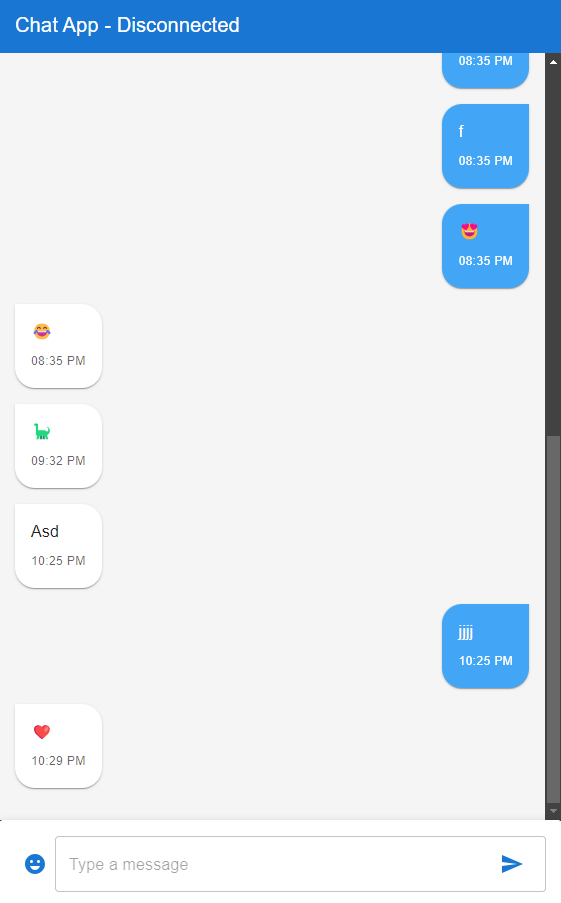 Chat App - Disconnected
08:35 PM
f
08:35 PM
😍
08:35 PM
😂
08:35 PM
🦕
09:32 PM
Asd
10:25 PM
jjjj
10:25 PM
❤️
10:29 PM
Type a message